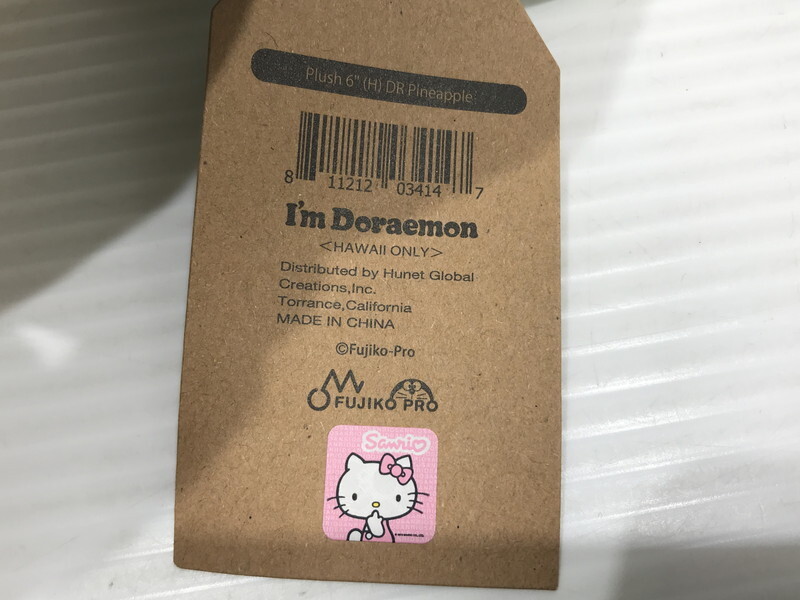 Plush 6" (H) DR Pineapple
8 11212 03414 7
I'm Doraemon
<HAWAII ONLY>
Distributed by Hunet Global
Creations,Inc.
Torrance,California
MADE IN CHINA
©Fujiko-Pro
FUJIKO PRO
Sanrio